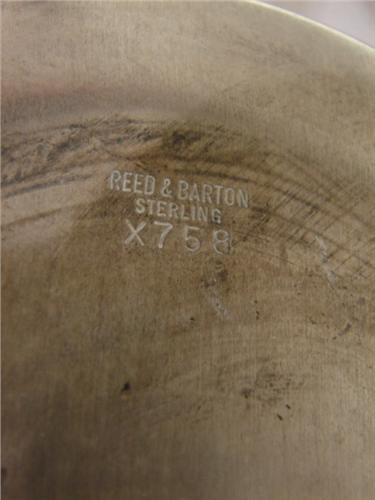 REED & BARTON
STERLING
X758